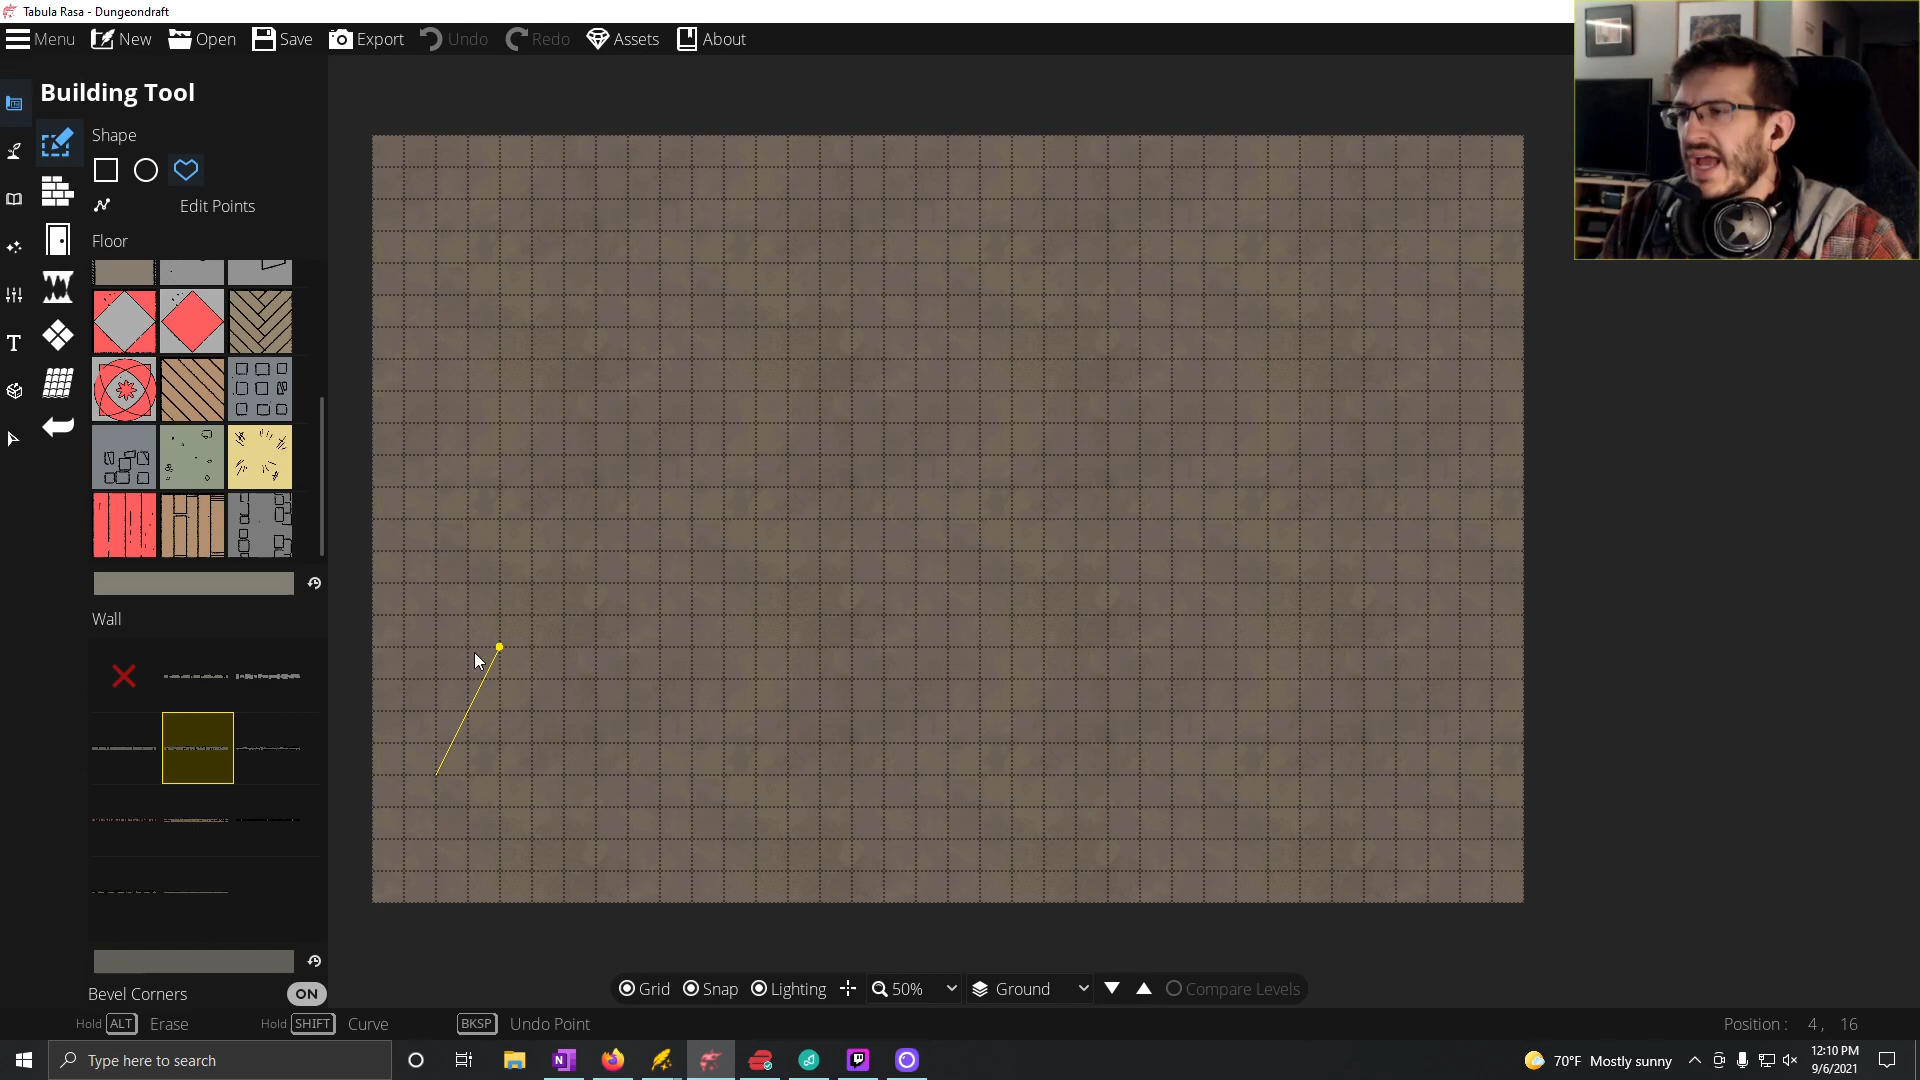 Tabula Rasa - Dungeondraft
Menu New Open Save Export Undo Redo Assets About
Building Tool
Shape
Edit Points
Floor
Wall
Bevel Corners ON
Hold ALT Erase Hold SHIFT Curve BKSP Undo Point
Grid Snap Lighting 50% Ground Compare Levels
Position : 4, 16
Type here to search
70°F Mostly sunny
12:10 PM
9/6/2021